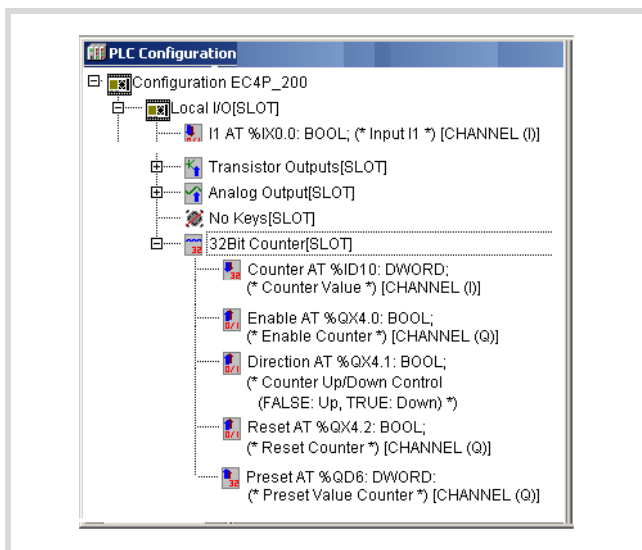 PLC Configuration
Configuration EC4P_200
Local I/O[SLOT]
I1 AT %IX0.0: BOOL; (* Input I1 *) [CHANNEL (I)]
Transistor Outputs[SLOT]
Analog Output[SLOT]
No Keys[SLOT]
32Bit Counter[SLOT]
Counter AT %ID10: DWORD;
(* Counter Value *) [CHANNEL (I)]
Enable AT %QX4.0: BOOL;
(* Enable Counter *) [CHANNEL (Q)]
Direction AT %QX4.1: BOOL;
(* Counter Up/Down Control
(FALSE: Up, TRUE: Down) *)
Reset AT %QX4.2: BOOL;
(* Reset Counter *) [CHANNEL (Q)]
Preset AT %QD6: DWORD:
(* Preset Value Counter *) [CHANNEL (Q)]